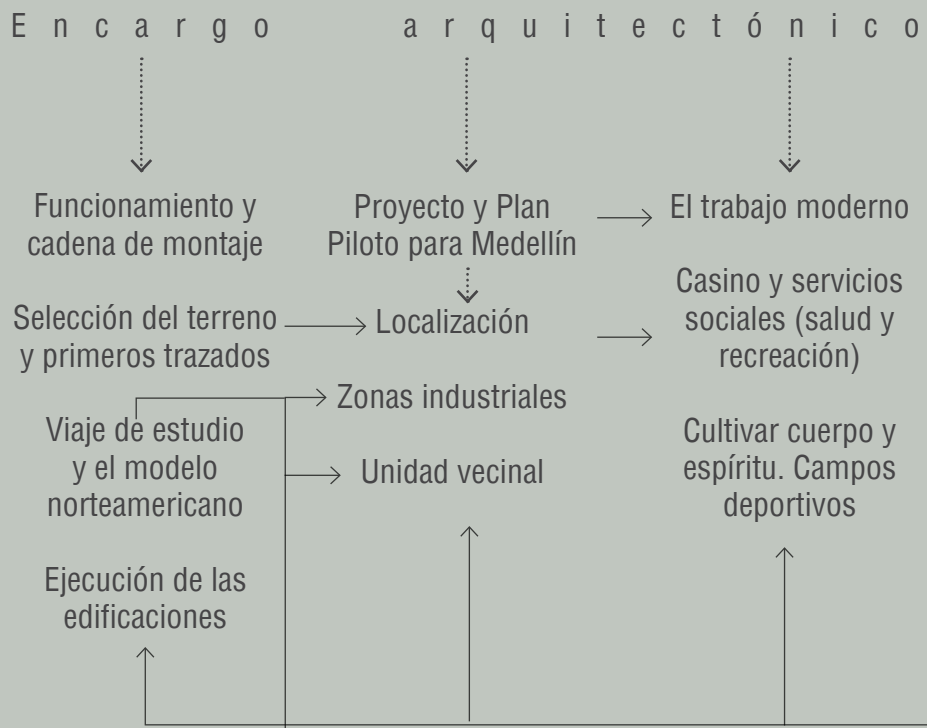 Encargo arquitectónico
Funcionamiento y
cadena de montaje
Selección del terreno
y primeros trazados
Viaje de estudio
y el modelo
norteamericano
Ejecución de las
edificaciones
Proyecto y Plan
Piloto para Medellín
Localización
Zonas industriales
Unidad vecinal
El trabajo moderno
Casino y servicios
sociales (salud y
recreación)
Cultivar cuerpo y
espíritu. Campos
deportivos